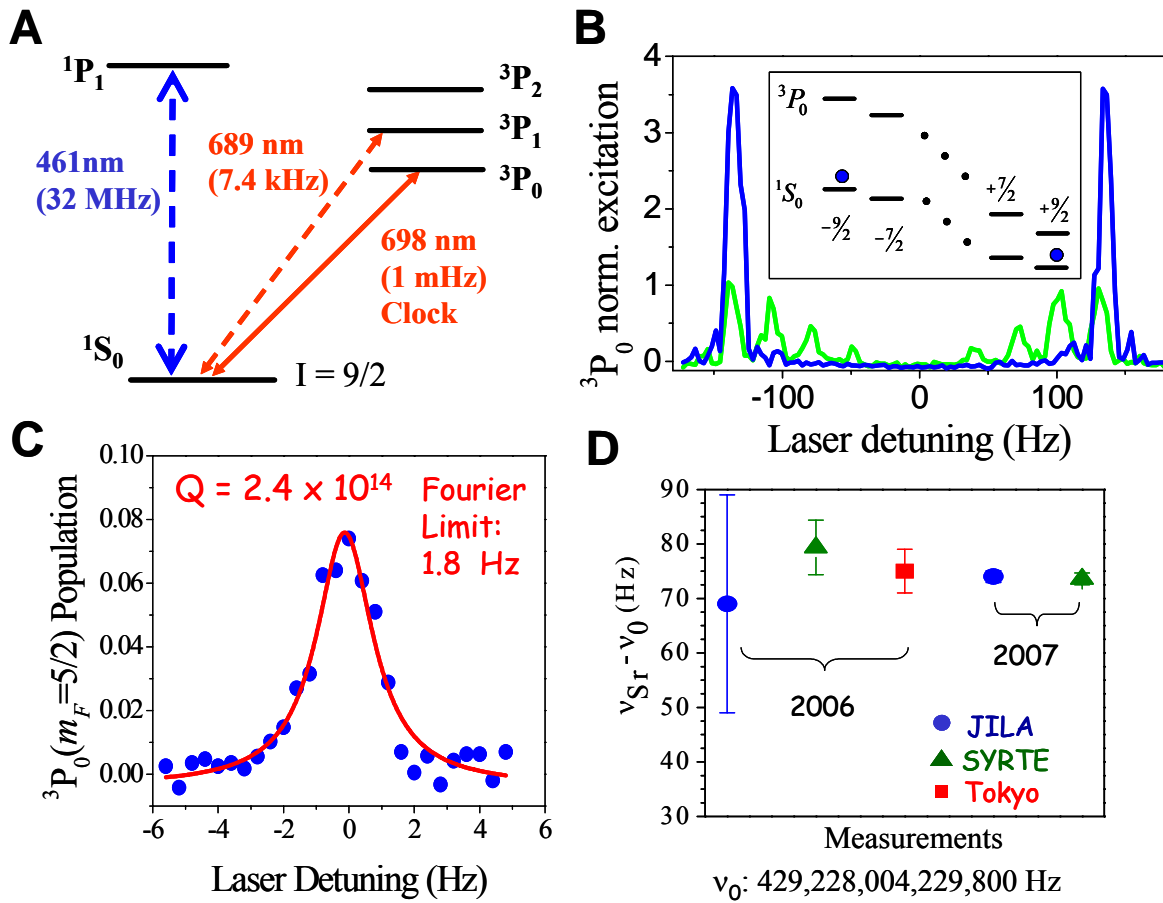 A
¹P₁
³P₂
³P₁
³P₀
461nm
(32 MHz)
689 nm
(7.4 kHz)
698 nm
(1 mHz)
Clock
¹S₀
I = 9/2
B
³P₀ norm. excitation
4
3
2
1
0
³P₀
¹S₀
−9/2
−7/2
+7/2
+9/2
-100
0
100
Laser detuning (Hz)
C
³P₀(m_F=5/2) Population
0.10
0.08
0.06
0.04
0.02
0.00
Q = 2.4 x 10¹⁴
Fourier
Limit:
1.8 Hz
-6
-4
-2
0
2
4
6
Laser Detuning (Hz)
D
ν_Sr - ν₀ (Hz)
90
80
70
60
50
40
30
2006
2007
JILA
SYRTE
Tokyo
Measurements
ν₀: 429,228,004,229,800 Hz